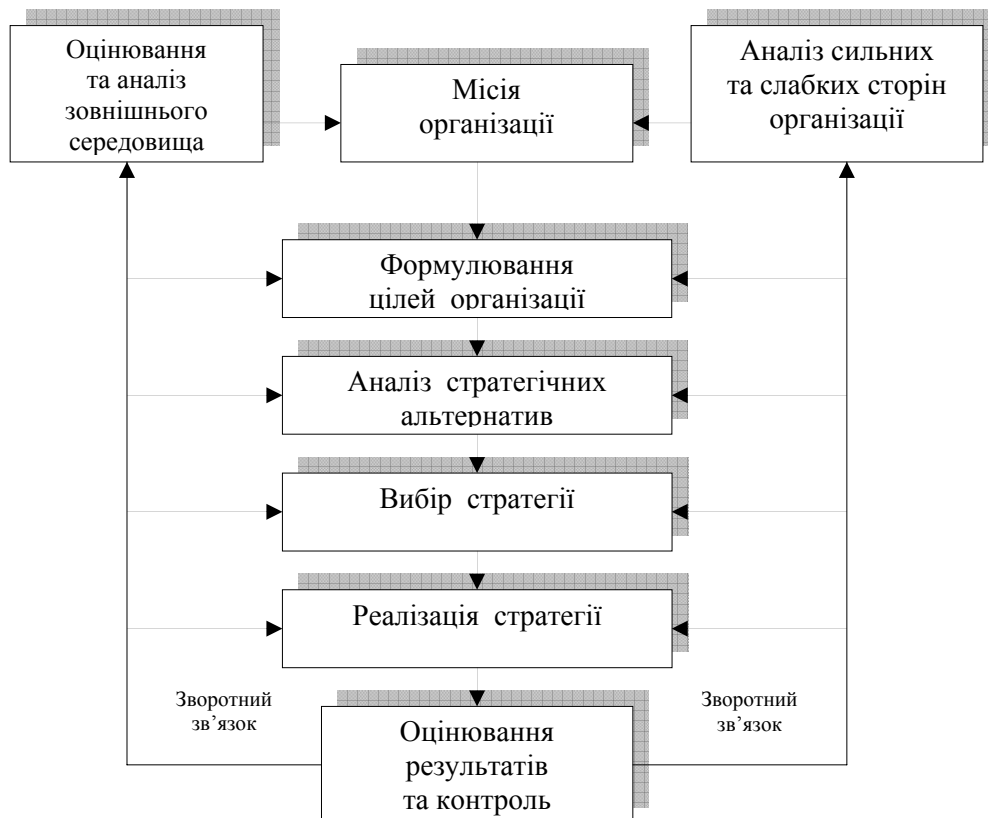 Оцінювання
та аналіз
зовнішнього
середовища
Місія
організації
Аналіз сильних
та слабких сторін
організації
Формулювання
цілей організації
Аналіз стратегічних
альтернатив
Вибір стратегії
Реалізація стратегії
Зворотний
зв’язок
Зворотний
зв’язок
Оцінювання
результатів
та контроль